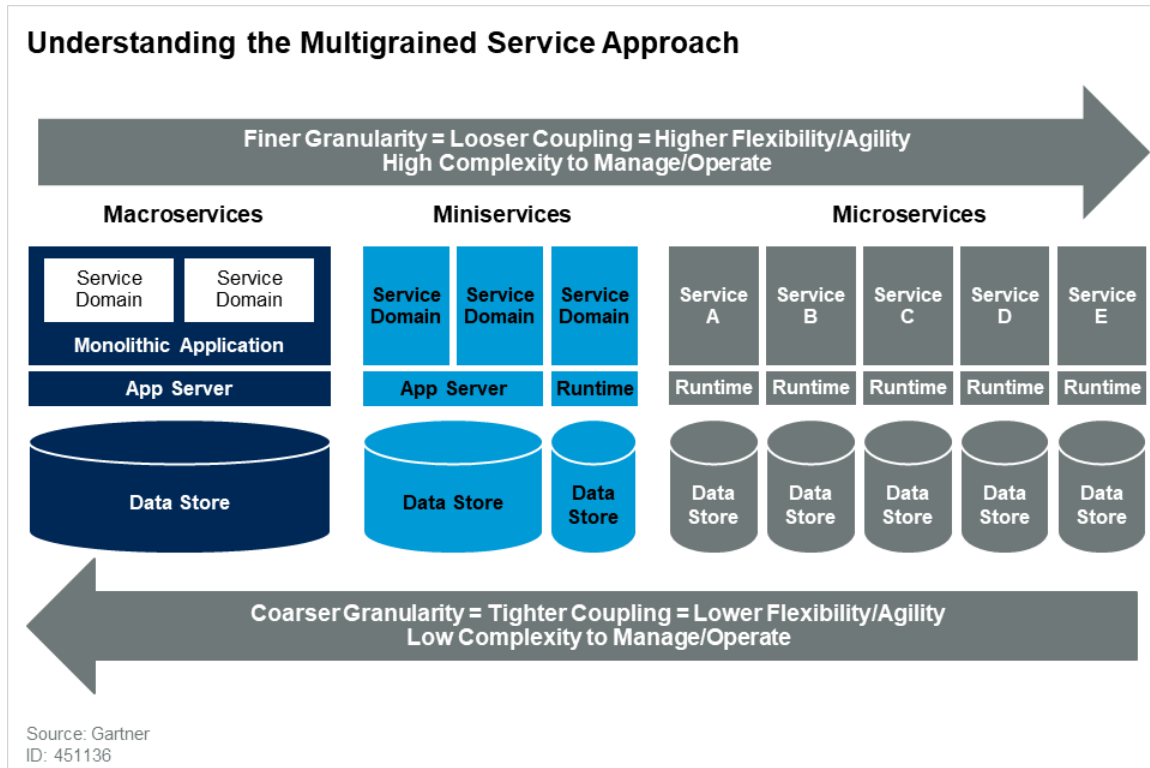 Understanding the Multigrained Service Approach
Finer Granularity = Looser Coupling = Higher Flexibility/Agility
High Complexity to Manage/Operate
Macroservices
Miniservices
Microservices
Service
Domain
Service
Domain
Monolithic Application
App Server
Data Store
Service
Domain
Service
Domain
Service
Domain
App Server
Runtime
Data Store
Data
Store
Service
A
Service
B
Service
C
Service
D
Service
E
Runtime
Runtime
Runtime
Runtime
Runtime
Data
Store
Data
Store
Data
Store
Data
Store
Data
Store
Coarser Granularity = Tighter Coupling = Lower Flexibility/Agility
Low Complexity to Manage/Operate
Source: Gartner
ID: 451136